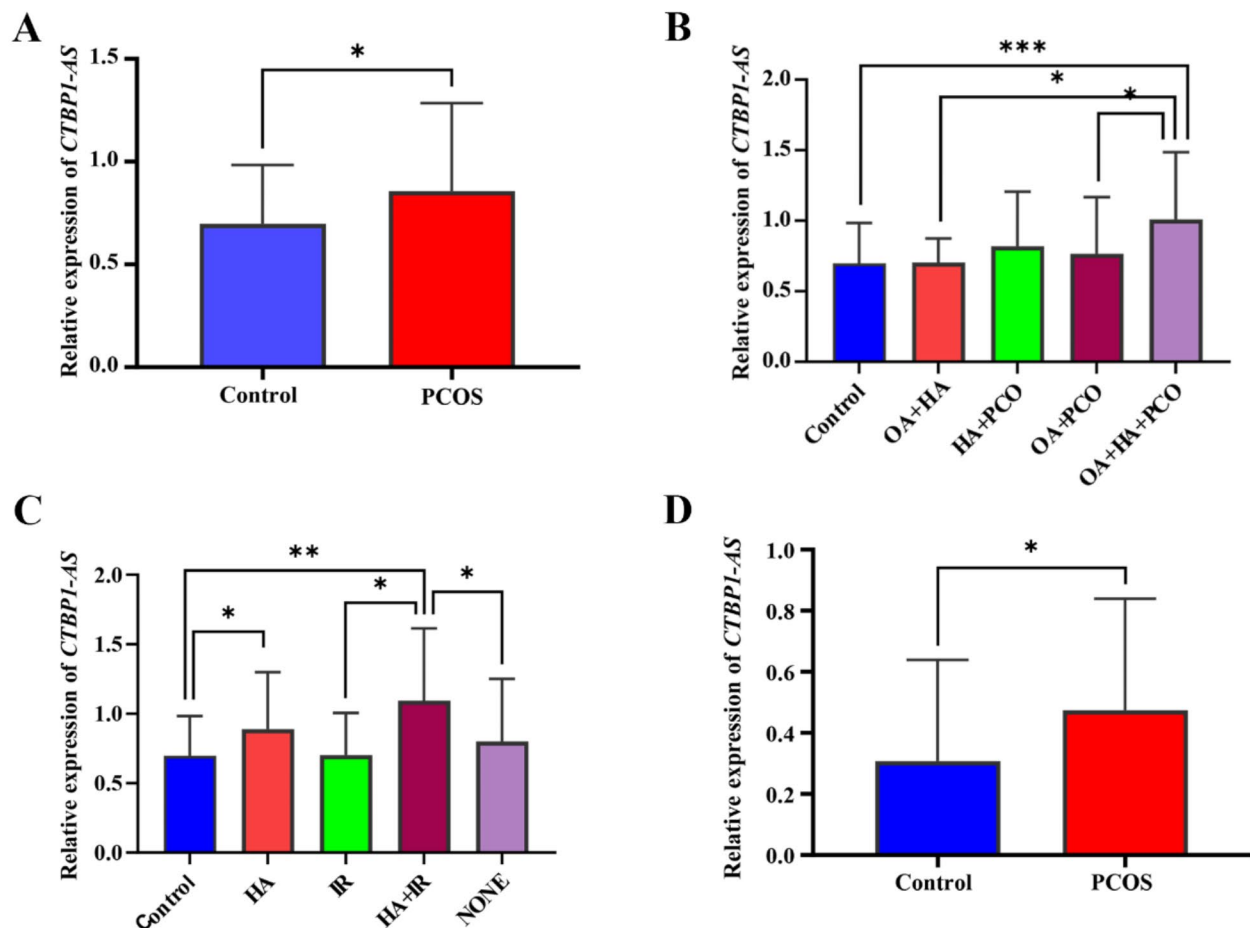 A
Relative expression of CTBP1-AS
1.5
1.0
0.5
0.0
*
Control
PCOS
B
Relative expression of CTBP1-AS
2.0
1.5
1.0
0.5
0.0
***
*
*
Control
OA+HA
HA+PCO
OA+PCO
OA+HA+PCO
C
Relative expression of CTBP1-AS
2.0
1.5
1.0
0.5
0.0
**
*
*
*
Control
HA
IR
HA+IR
NONE
D
Relative expression of CTBP1-AS
1.0
0.8
0.6
0.4
0.2
0.0
*
Control
PCOS